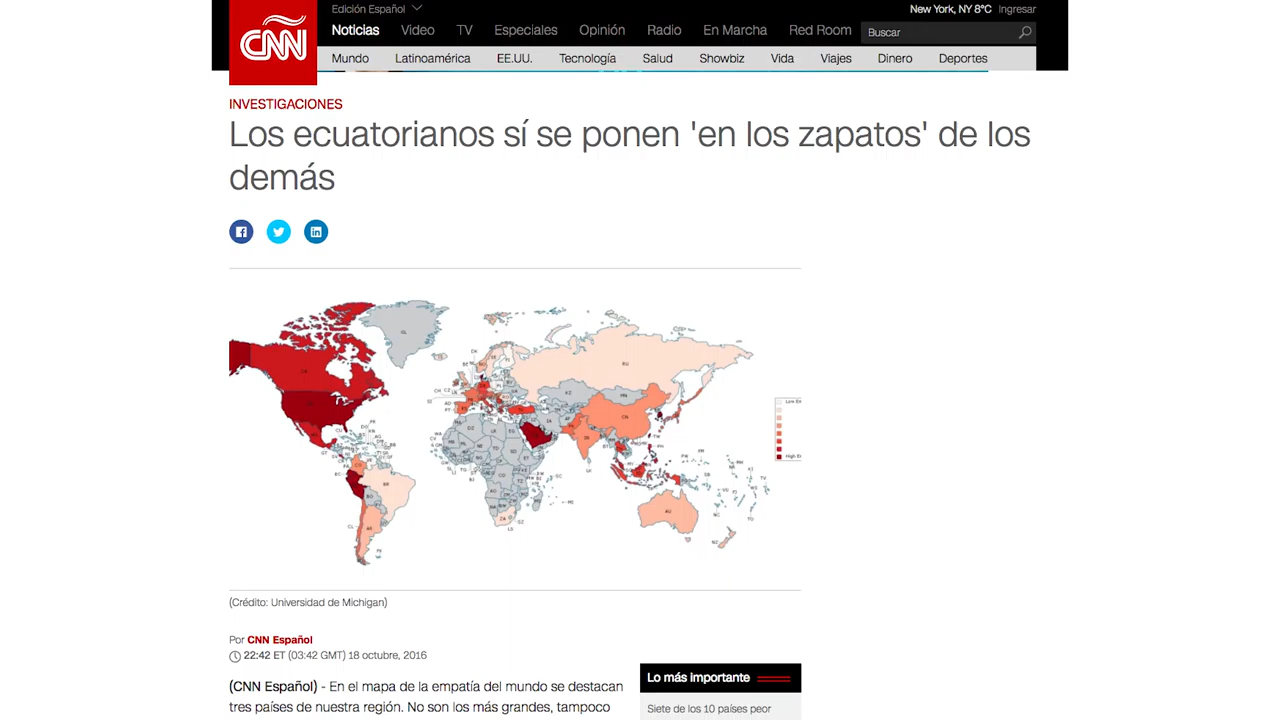 Edición Español
New York, NY 8°C Ingresar
CNN
Noticias Video TV Especiales Opinión Radio En Marcha Red Room Buscar
Mundo Latinoamérica EE.UU. Tecnología Salud Showbiz Vida Viajes Dinero Deportes
INVESTIGACIONES
Los ecuatorianos sí se ponen 'en los zapatos' de los
demás
(Crédito: Universidad de Michigan)
Por CNN Español
22:42 ET (03:42 GMT) 18 octubre, 2016
(CNN Español) - En el mapa de la empatía del mundo se destacan
tres países de nuestra región. No son los más grandes, tampoco
Lo más importante
Siete de los 10 países peor